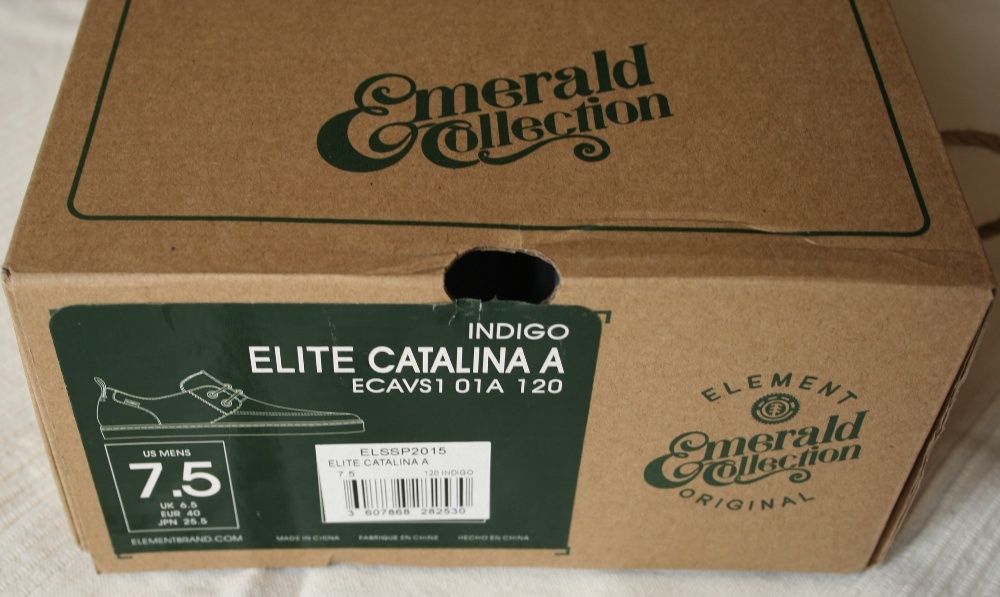 Emerald
Collection
INDIGO
ELITE CATALINA A
ECAVS1 01A 120
US MENS
7.5
UK 6.5
EUR 40
JPN 25.5
ELSSP2015
ELITE CATALINA A
7.5 120 INDIGO
3 607868 282530
ELEMENTBRAND.COM MADE IN CHINA FABRIQUE EN CHINE HECHO EN CHINA
ELEMENT
Emerald
Collection
ORIGINAL